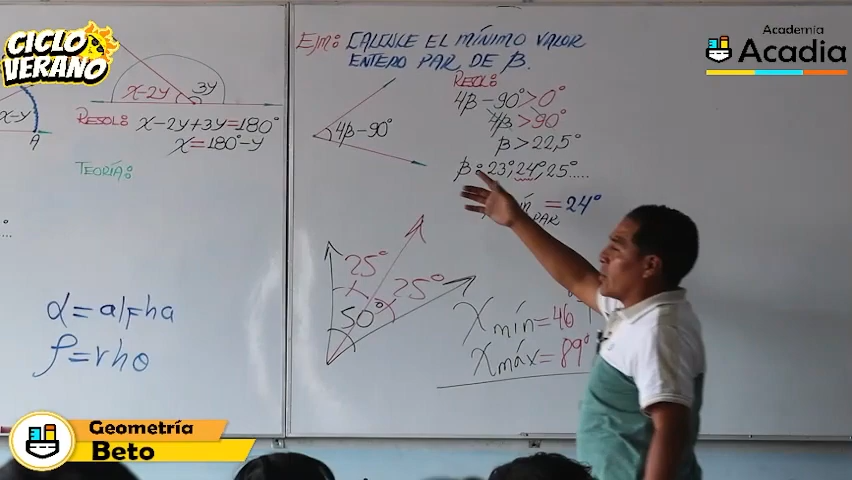 CICLO
VERANO
x-2y
3y
x-y
A
RESOL:
x-2y+3y=180°
x=180°-y
TEORÍA:
α=alfha
ρ=rho
EJM: CALCULE EL MÍNIMO VALOR
ENTERO PAR DE β.
4β-90°
RESOL:
4β-90°>0°
4β>90°
β>22,5°
β: 23°, 24°, 25°.....
=24°
PAR
25°
25°
50°
x mín=46°
x máx=89°
Academia
Acadia
Geometría
Beto